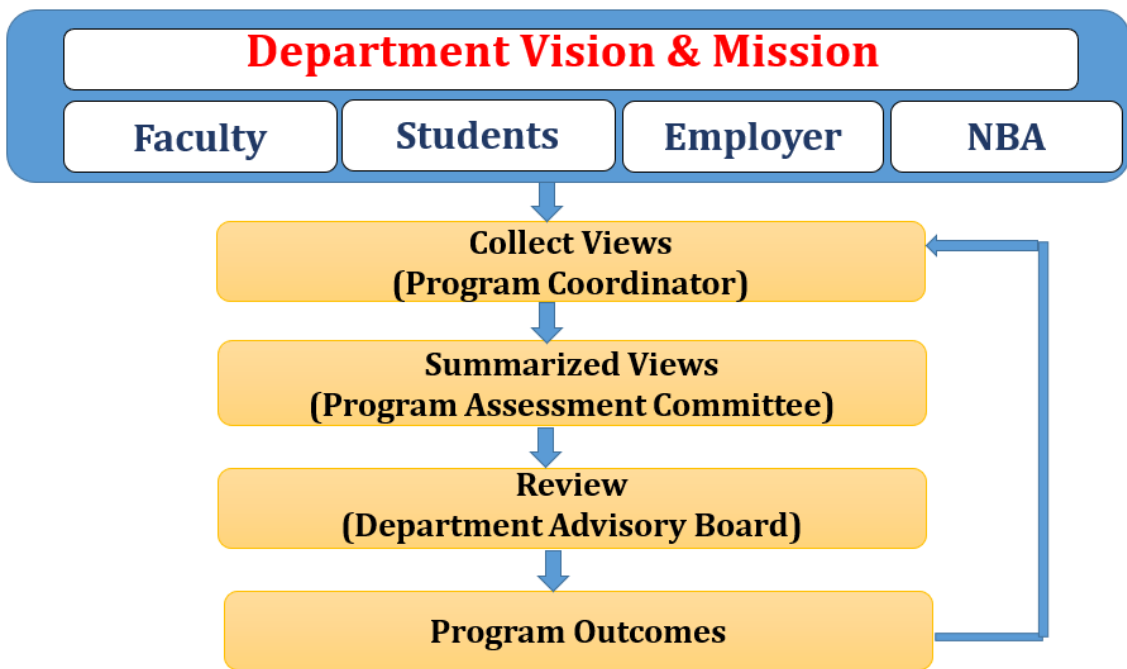 Department Vision & Mission
Faculty
Students
Employer
NBA
Collect Views
(Program Coordinator)
Summarized Views
(Program Assessment Committee)
Review
(Department Advisory Board)
Program Outcomes